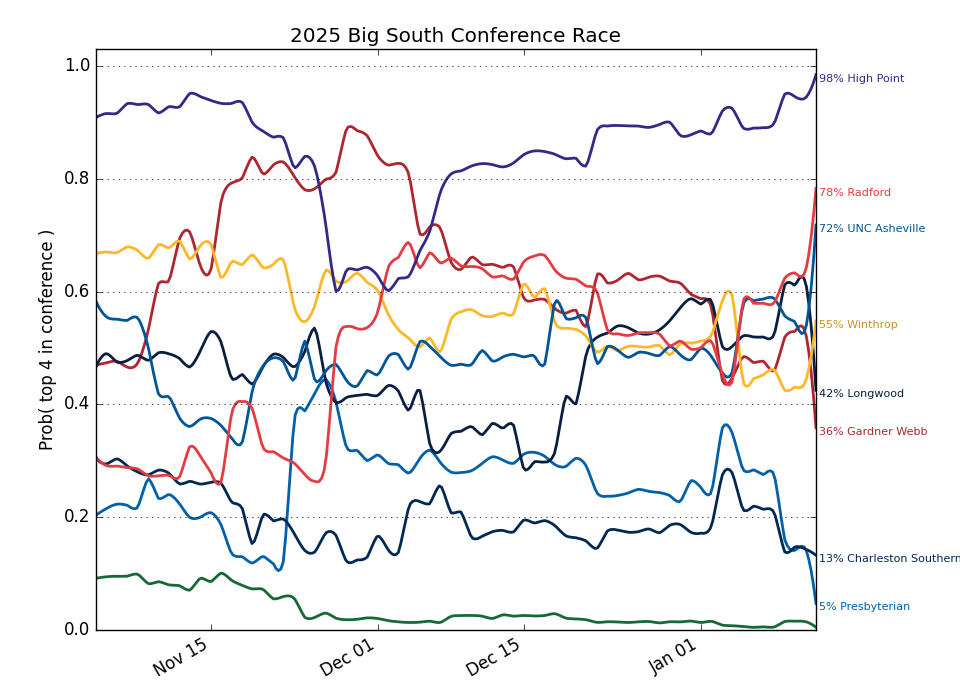 2025 Big South Conference Race
Prob( top 4 in conference )
1.0
0.8
0.6
0.4
0.2
0.0
Nov 15
Dec 01
Dec 15
Jan 01
98% High Point
78% Radford
72% UNC Asheville
55% Winthrop
42% Longwood
36% Gardner Webb
13% Charleston Southern
5% Presbyterian